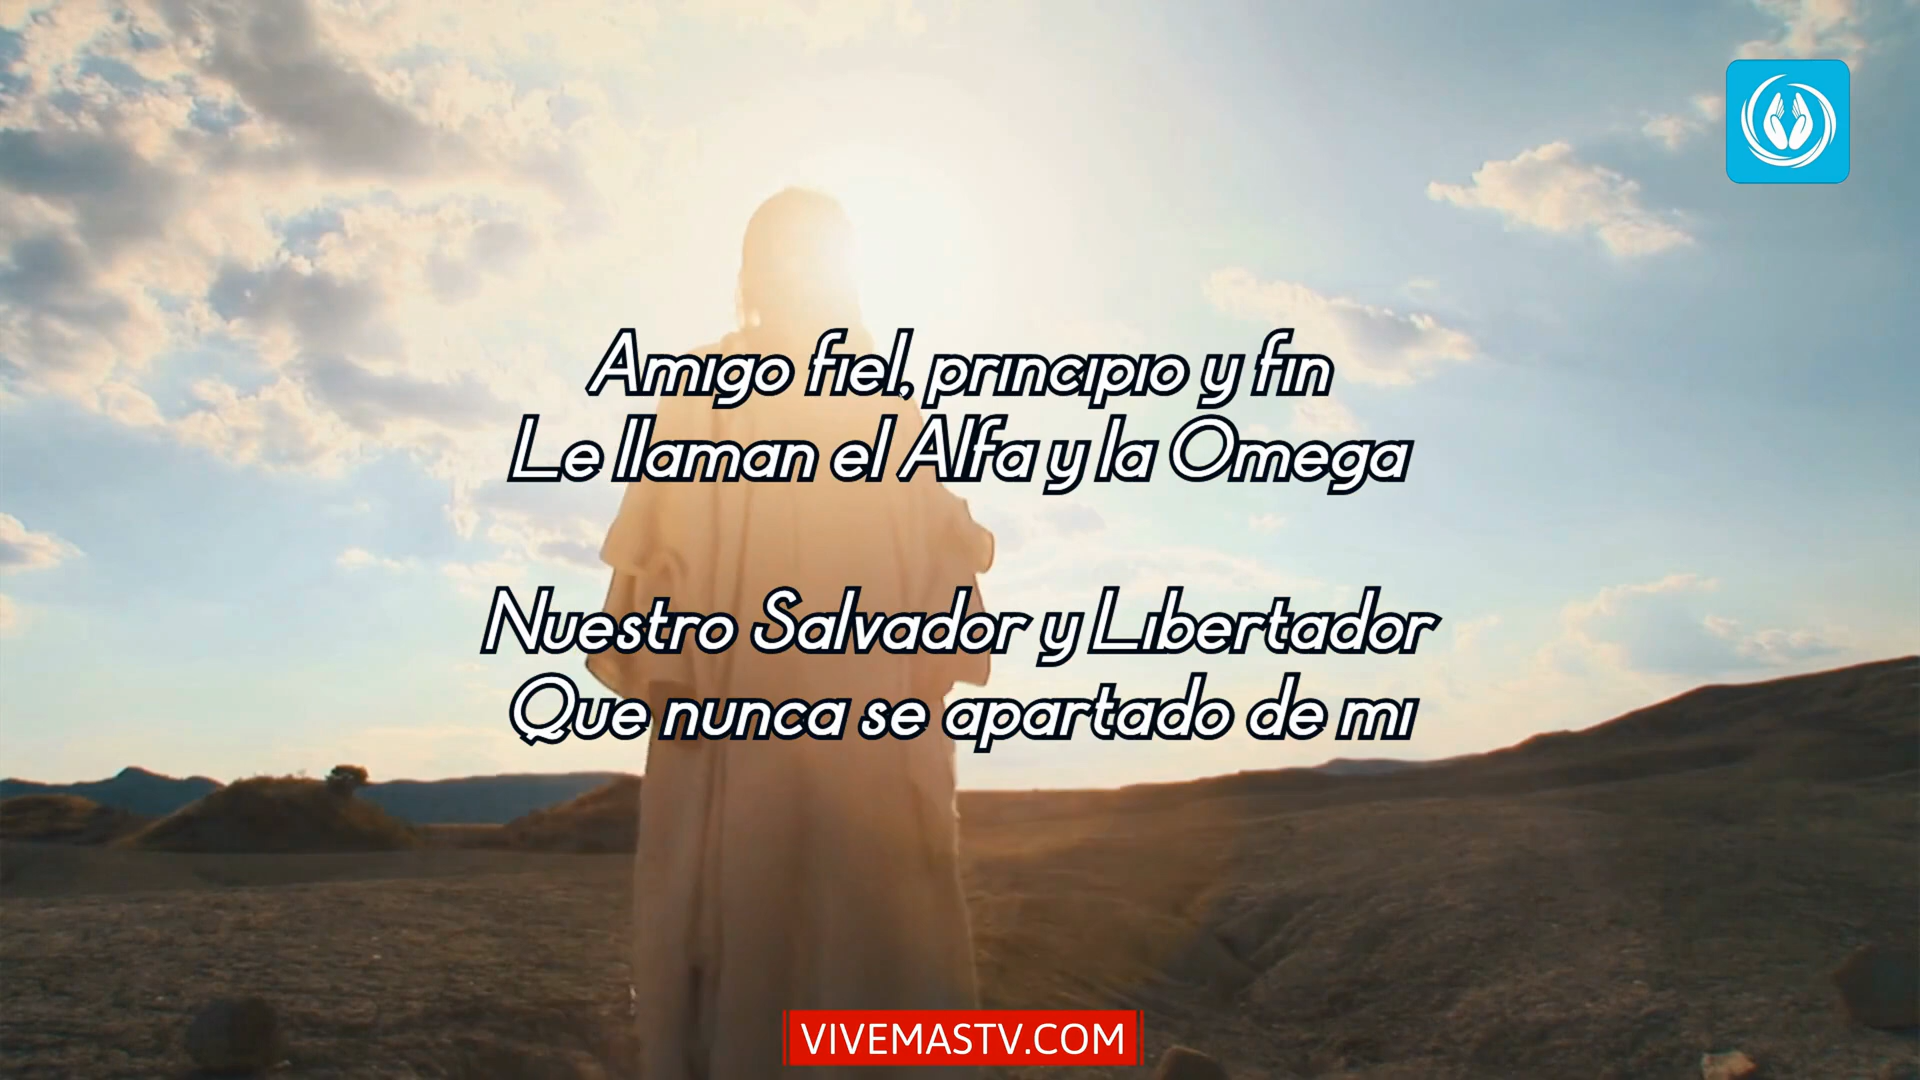 Amigo fiel, principio y fin
Le llaman el Alfa y la Omega
Nuestro Salvador y Libertador
Que nunca se apartado de mi
VIVEMASTV.COM